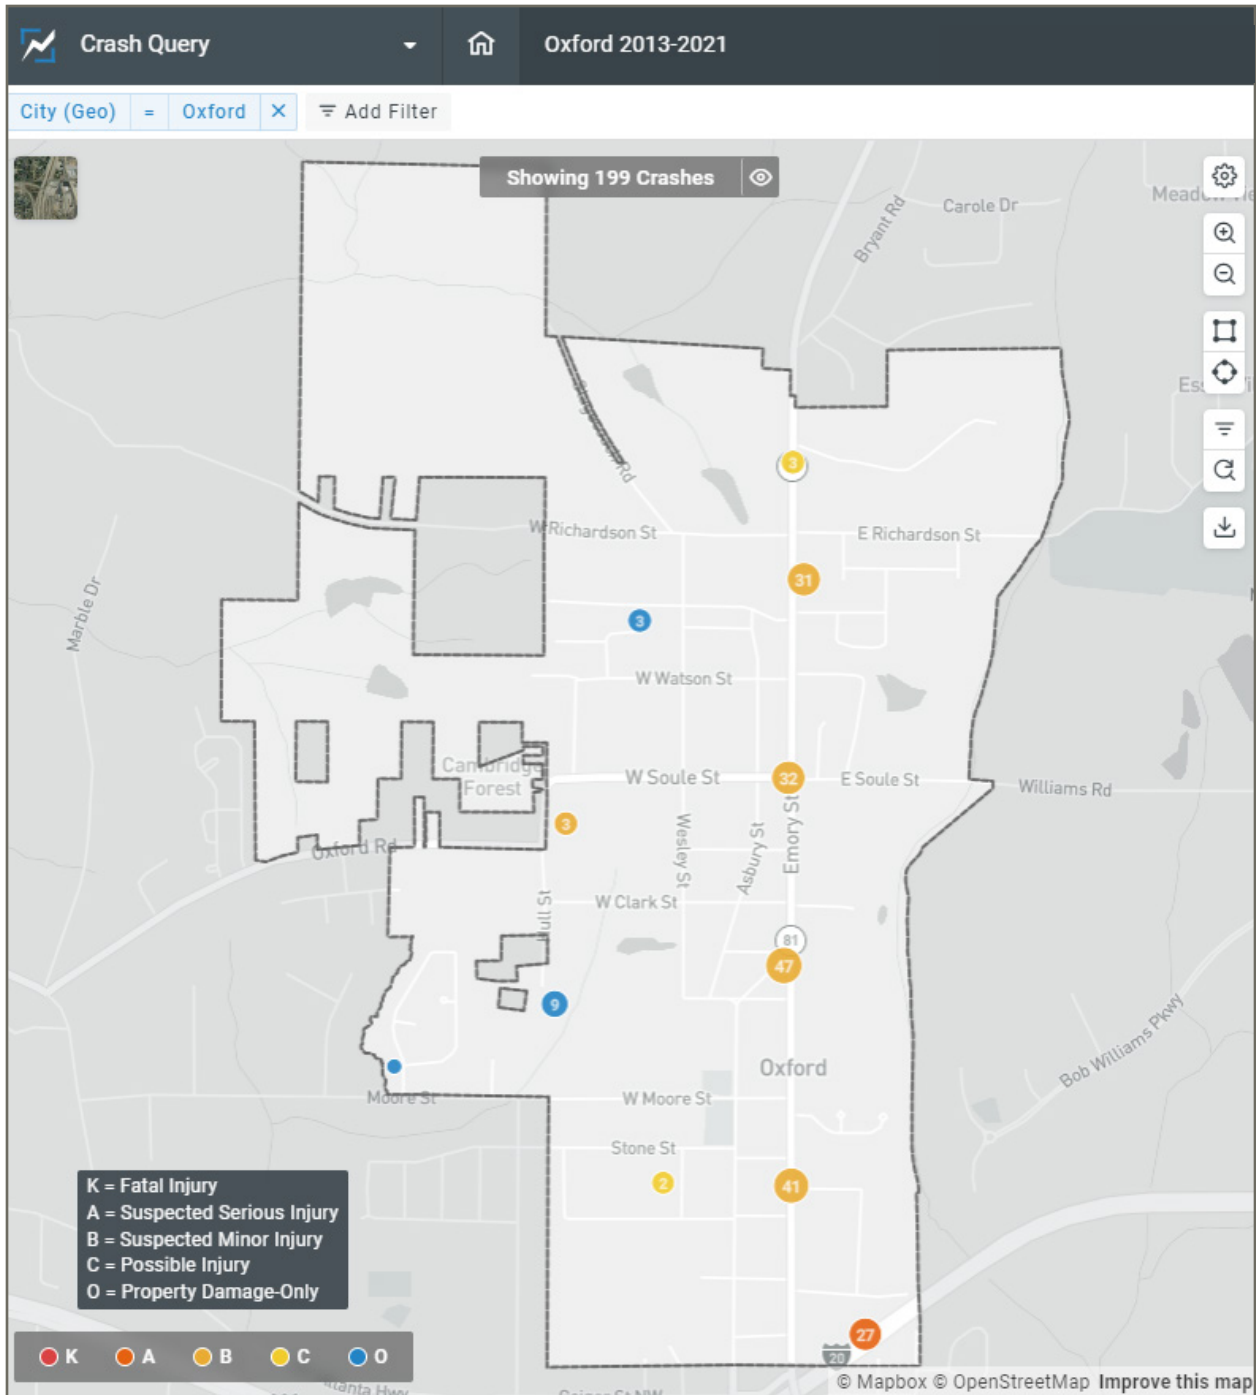 Crash Query
Oxford 2013-2021
City (Geo) = Oxford ×
Add Filter
Showing 199 Crashes
Carole Dr
Bryant Rd
3
W Richardson St
E Richardson St
31
3
Marble Dr
W Watson St
Cambridge
Forest
W Soule St
32
E Soule St
Williams Rd
3
Oxford Rd
Wesley St
Asbury St
Emory St
W Clark St
81
47
9
Oxford
Bob Williams Pkwy
Moore St
W Moore St
Stone St
2
41
K = Fatal Injury
A = Suspected Serious Injury
B = Suspected Minor Injury
C = Possible Injury
O = Property Damage-Only
27
20
K A B C O
© Mapbox © OpenStreetMap Improve this map